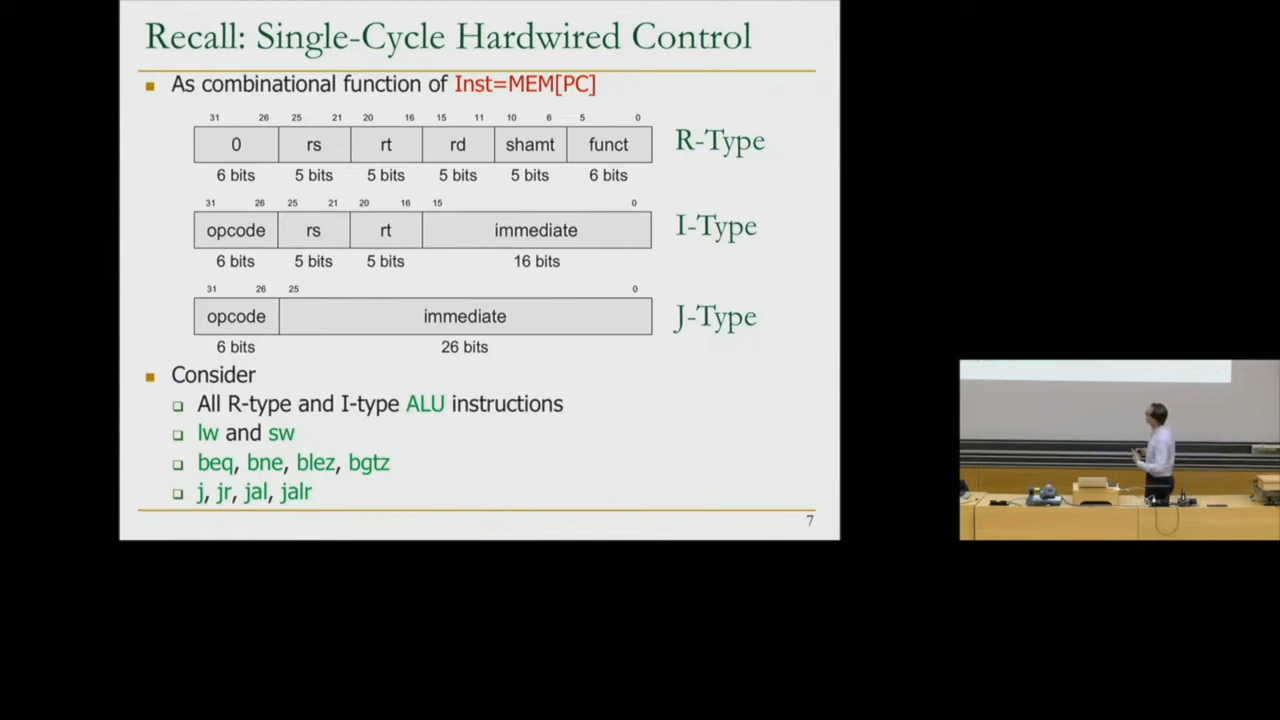 Recall: Single-Cycle Hardwired Control
As combinational function of Inst=MEM[PC]
31 26 25 21 20 16 15 11 10 6 5 0
0 rs rt rd shamt funct R-Type
6 bits 5 bits 5 bits 5 bits 5 bits 6 bits
31 26 25 21 20 16 15 0
opcode rs rt immediate I-Type
6 bits 5 bits 5 bits 16 bits
31 26 25 0
opcode immediate J-Type
6 bits 26 bits
Consider
All R-type and I-type ALU instructions
lw and sw
beq, bne, blez, bgtz
j, jr, jal, jalr
7